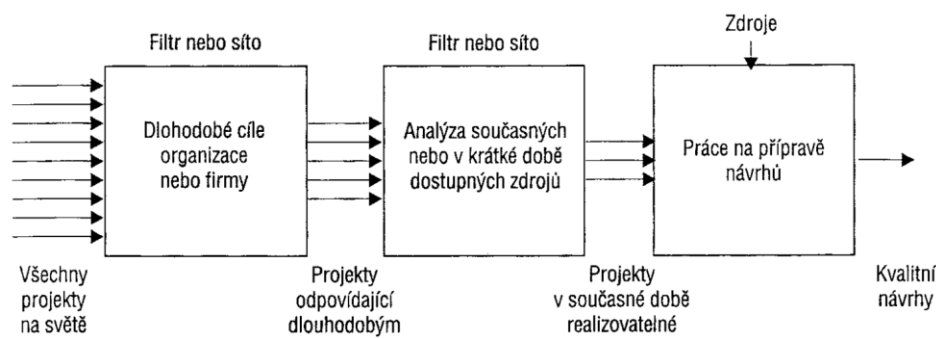 Filtr nebo síto
Filtr nebo síto
Zdroje
Dlohodobé cíle
organizace
nebo firmy
Analýza současných
nebo v krátké době
dostupných zdrojů
Práce na přípravě
návrhů
Všechny
projekty
na světě
Projekty
odpovídající
dlouhodobým
Projekty
v současné době
realizovatelné
Kvalitní
návrhy